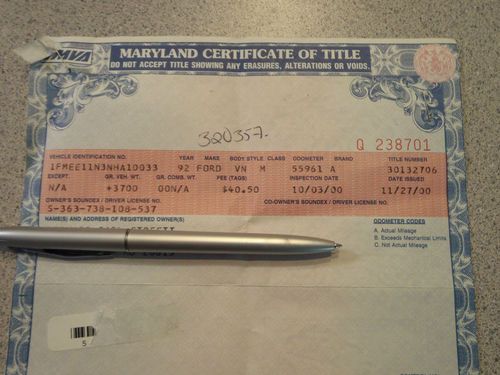 MVA MARYLAND CERTIFICATE OF TITLE
DO NOT ACCEPT TITLE SHOWING ANY ERASURES, ALTERATIONS OR VOIDS.
320357.
Q 238701
VEHICLE IDENTIFICATION NO. YEAR MAKE BODY STYLE CLASS ODOMETER BRAND TITLE NUMBER
1FMEE11N3NHA10033 92 FORD VN M 55961 A 30132706
EXCEPT. GR. VEH. WT. GR. COMB. WT. FEE (TAGS) INSPECTION DATE DATE ISSUED
N/A +3700 00N/A $40.50 10/03/00 11/27/00
OWNER'S SOUNDEX / DRIVER LICENSE NO. CO-OWNER'S SOUNDEX / DRIVER LICENSE NO.
S-363-738-108-537
NAME(S) AND ADDRESS OF REGISTERED OWNER(S) ODOMETER CODES
A. Actual Mileage
B. Exceeds Mechanical Limits
C. Not Actual Mileage
MVA
5